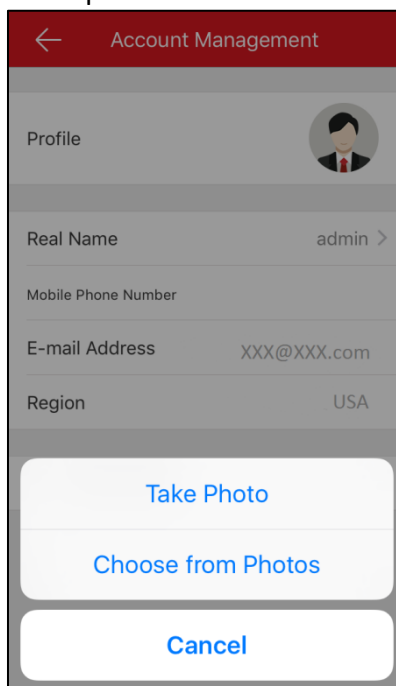 Account Management
Profile
Real Name admin >
Mobile Phone Number
E-mail Address XXX@XXX.com
Region USA
Take Photo
Choose from Photos
Cancel